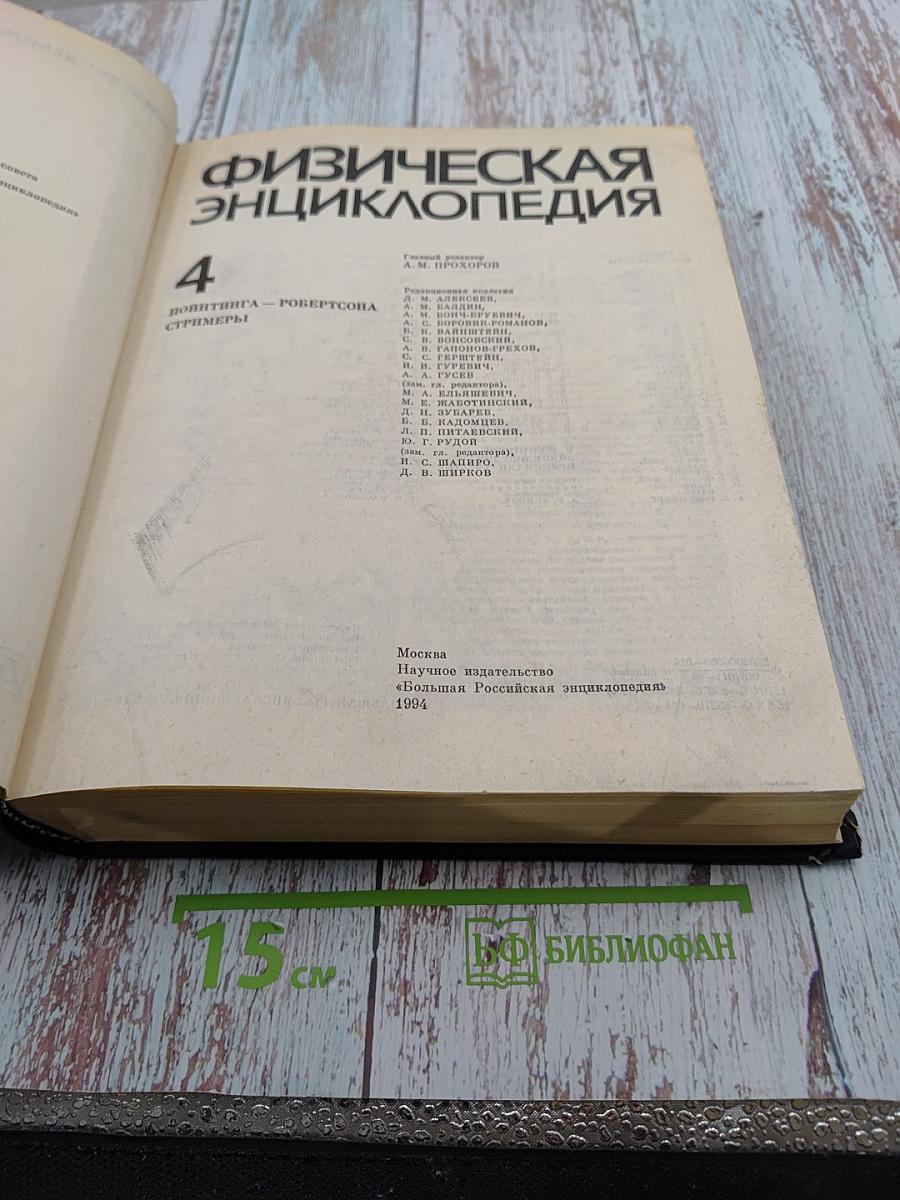 совета
энциклопедии»
ФИЗИЧЕСКАЯ
ЭНЦИКЛОПЕДИЯ
4
ПОЙНТИНГА — РОБЕРТСОНА
СТРИМЕРЫ
Главный редактор
А. М. ПРОХОРОВ
Редакционная коллегия
Д. М. АЛЕКСЕЕВ,
А. М. БАЛДИН,
А. М. БОНЧ-БРУЕВИЧ,
А. С. БОРОВИК-РОМАНОВ,
Б. К. ВАЙНШТЕЙН,
С. В. ВОНСОВСКИЙ,
А. В. ГАПОНОВ-ГРЕХОВ,
С. С. ГЕРШТЕЙН,
И. И. ГУРЕВИЧ,
А. А. ГУСЕВ
(зам. гл. редактора),
М. А. ЕЛЬЯШЕВИЧ,
М. Е. ЖАБОТИНСКИЙ,
Д. Н. ЗУБАРЕВ,
Б. Б. КАДОМЦЕВ,
Л. П. ПИТАЕВСКИЙ,
Ю. Г. РУДОЙ
(зам. гл. редактора),
И. С. ШАПИРО,
Д. В. ШИРКОВ
Москва
Научное издательство
«Большая Российская энциклопедия»
1994
15 см
БФ БИБЛИОФАН